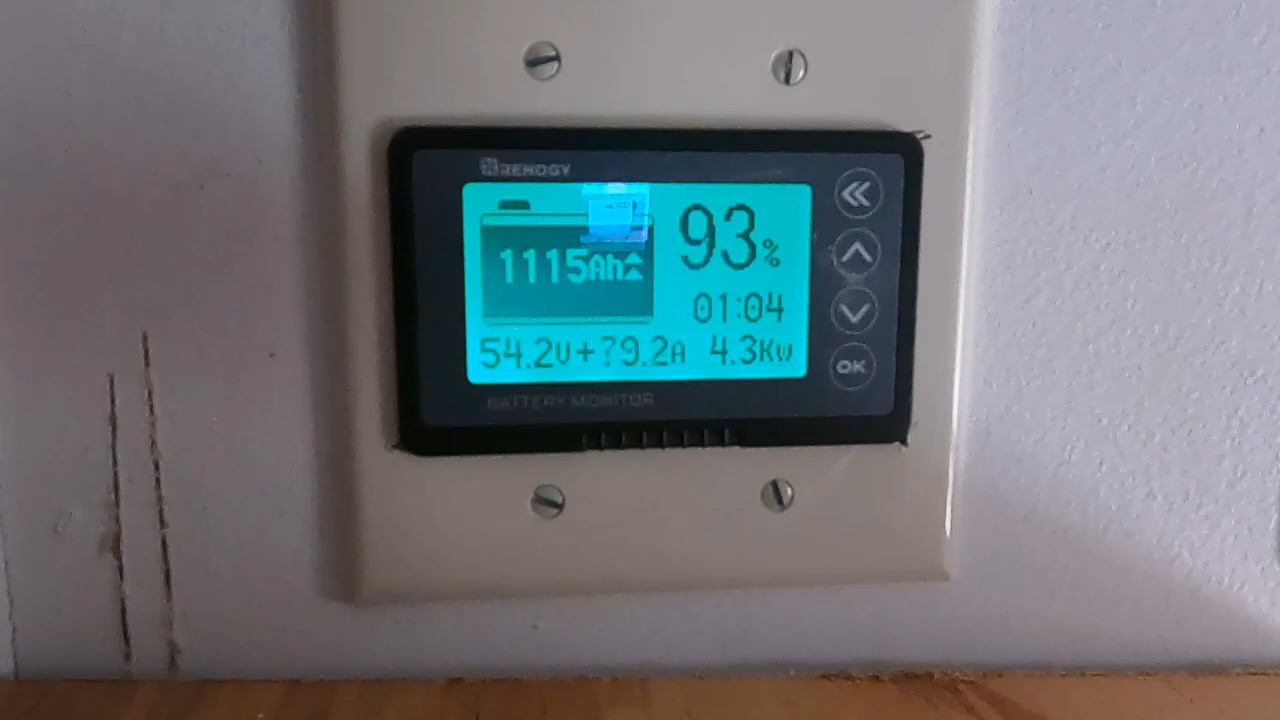 RENOGY
1115Ah
93%
01:04
54.2V+79.2A 4.3Kw
OK
BATTERY MONITOR